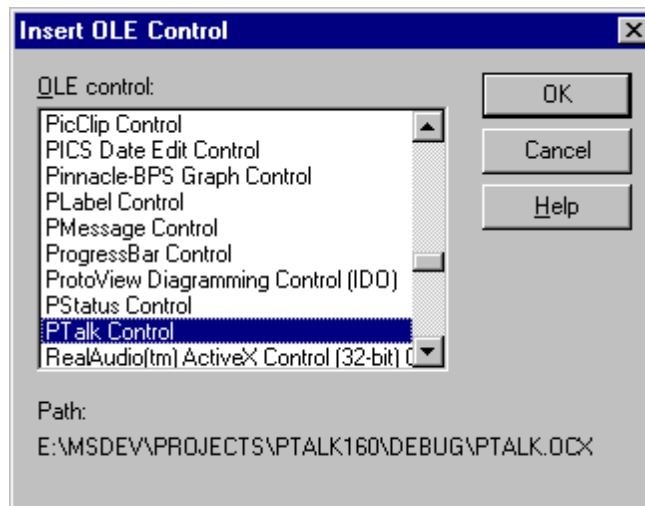 Insert OLE Control
OLE control:
PicClip Control
PICS Date Edit Control
Pinnacle-BPS Graph Control
PLabel Control
PMessage Control
ProgressBar Control
ProtoView Diagramming Control (IDO)
PStatus Control
PTalk Control
RealAudio(tm) ActiveX Control (32-bit) (
OK
Cancel
Help
Path:
E:\MSDEV\PROJECTS\PTALK160\DEBUG\PTALK.OCX